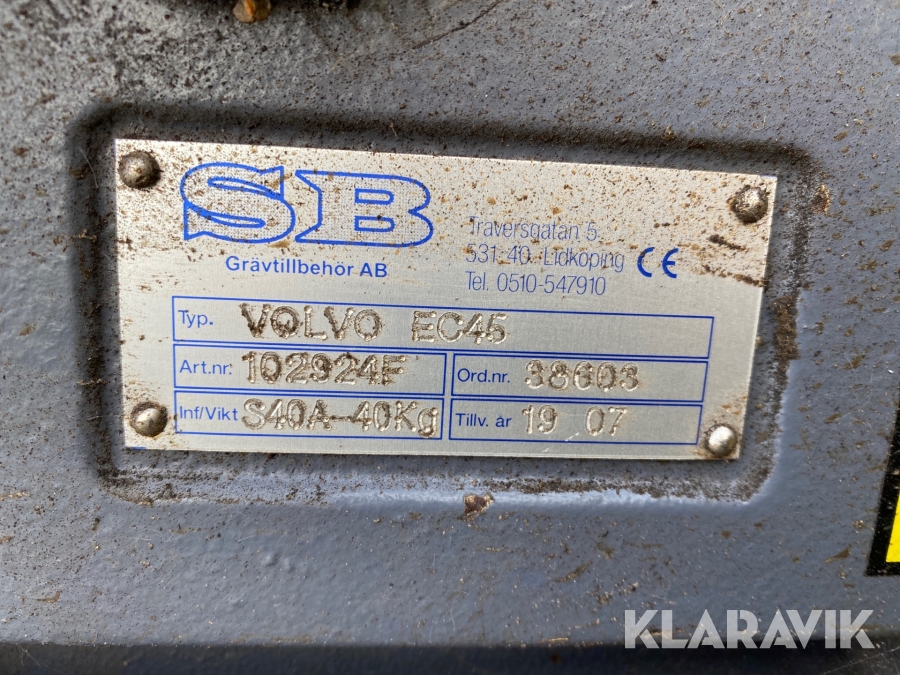 SB
Grävtillbehör AB
Traversgatan 5
531 40 Lidköping
Tel. 0510-547910
CE
Typ. VOLVO EC45
Art.nr: 102924F Ord.nr. 38603
Inf/Vikt S40A-40Kg Tillv. år 19 07
KLARAVIK